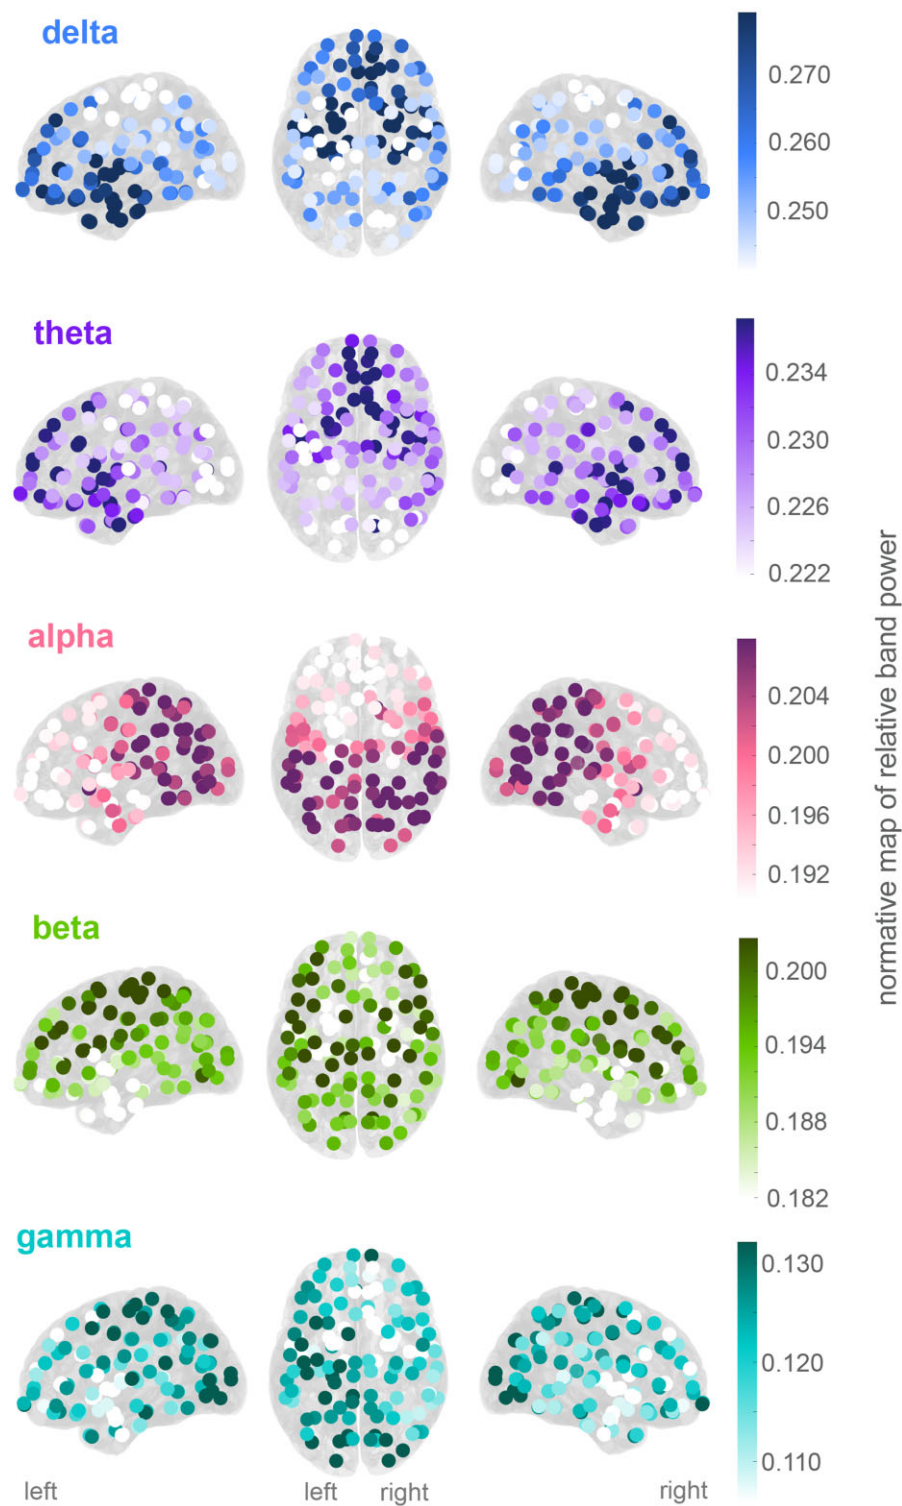 delta
0.270
0.260
0.250
theta
0.234
0.230
0.226
0.222
alpha
0.204
0.200
0.196
0.192
beta
0.200
0.194
0.188
0.182
gamma
0.130
0.120
0.110
left
left
right
right
normative map of relative band power